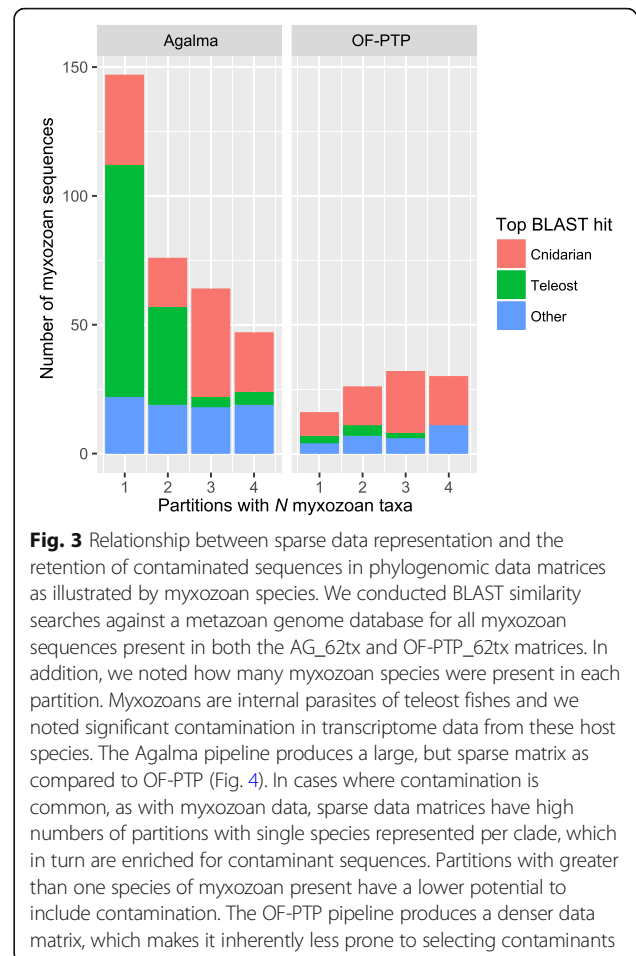 Agalma
OF-PTP
150
100
50
0
Number of myxozoan sequences
1 2 3 4
1 2 3 4
Partitions with N myxozoan taxa
Top BLAST hit
Cnidarian
Teleost
Other
Fig. 3 Relationship between sparse data representation and the
retention of contaminated sequences in phylogenomic data matrices
as illustrated by myxozoan species. We conducted BLAST similarity
searches against a metazoan genome database for all myxozoan
sequences present in both the AG_62tx and OF-PTP_62tx matrices. In
addition, we noted how many myxozoan species were present in each
partition. Myxozoans are internal parasites of teleost fishes and we
noted significant contamination in transcriptome data from these host
species. The Agalma pipeline produces a large, but sparse matrix as
compared to OF-PTP (Fig. 4). In cases where contamination is
common, as with myxozoan data, sparse data matrices have high
numbers of partitions with single species represented per clade, which
in turn are enriched for contaminant sequences. Partitions with greater
than one species of myxozoan present have a lower potential to
include contamination. The OF-PTP pipeline produces a denser data
matrix, which makes it inherently less prone to selecting contaminants